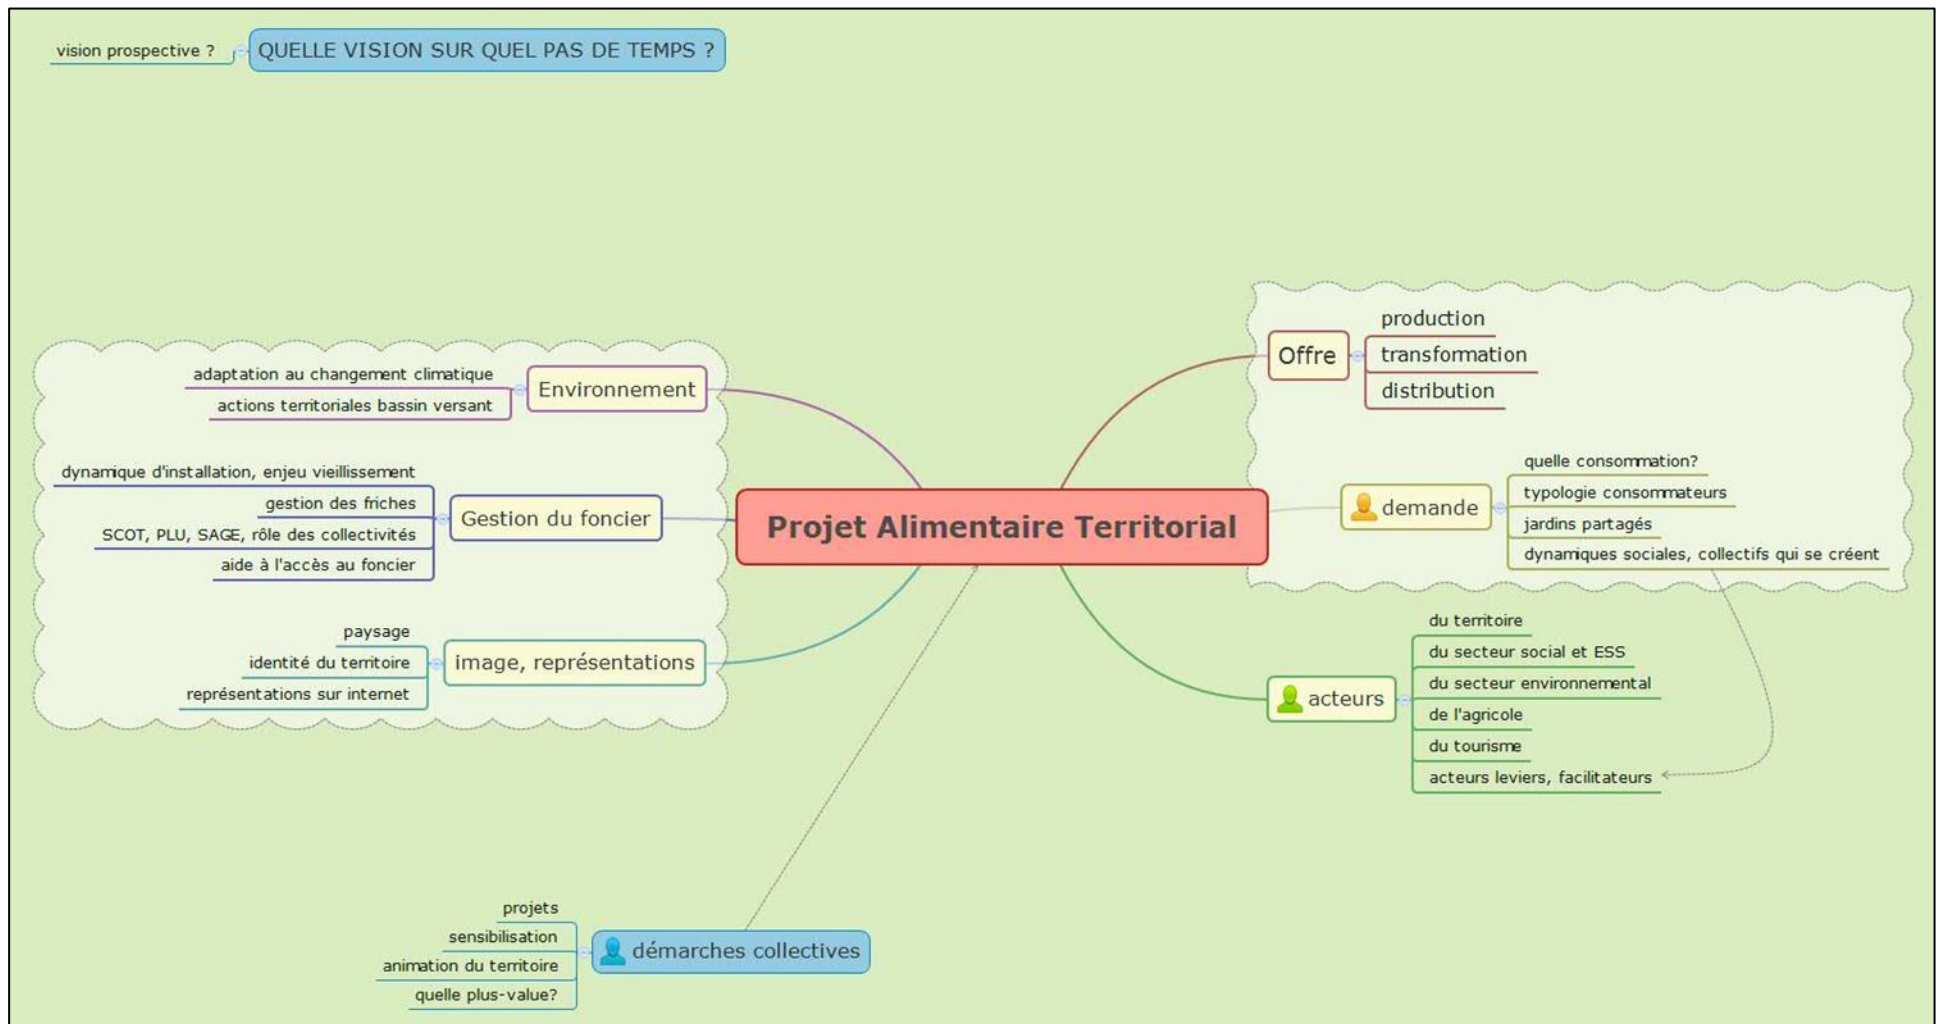 vision prospective ?
QUELLE VISION SUR QUEL PAS DE TEMPS ?
Projet Alimentaire Territorial
Environnement
adaptation au changement climatique
actions territoriales bassin versant
Gestion du foncier
dynamique d'installation, enjeu vieillissement
gestion des friches
SCOT, PLU, SAGE, rôle des collectivités
aide à l'accès au foncier
image, représentations
paysage
identité du territoire
représentations sur internet
Offre
production
transformation
distribution
demande
quelle consommation?
typologie consommateurs
jardins partagés
dynamiques sociales, collectifs qui se créent
acteurs
du territoire
du secteur social et ESS
du secteur environnemental
de l'agricole
du tourisme
acteurs leviers, facilitateurs
démarches collectives
projets
sensibilisation
animation du territoire
quelle plus-value?